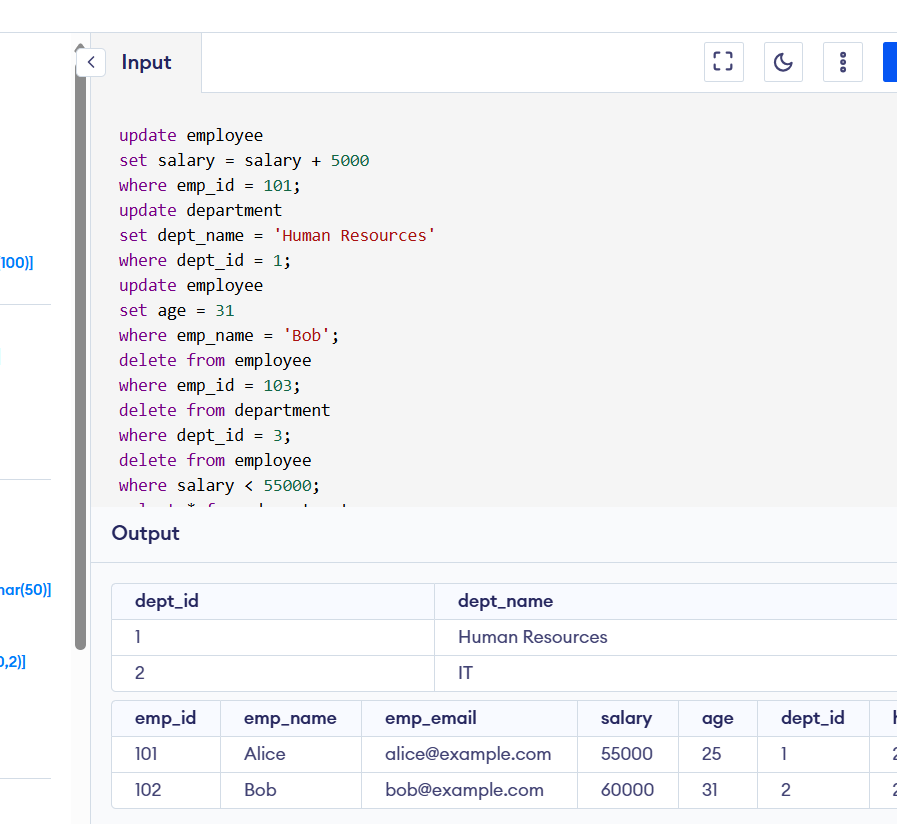 Input
update employee
set salary = salary + 5000
where emp_id = 101;
update department
set dept_name = 'Human Resources'
where dept_id = 1;
update employee
set age = 31
where emp_name = 'Bob';
delete from employee
where emp_id = 103;
delete from department
where dept_id = 3;
delete from employee
where salary < 55000;
100)]
har(50)]
0,2)]
Output
dept_id dept_name
1 Human Resources
2 IT
emp_id emp_name emp_email salary age dept_id
101 Alice alice@example.com 55000 25 1
102 Bob bob@example.com 60000 31 2